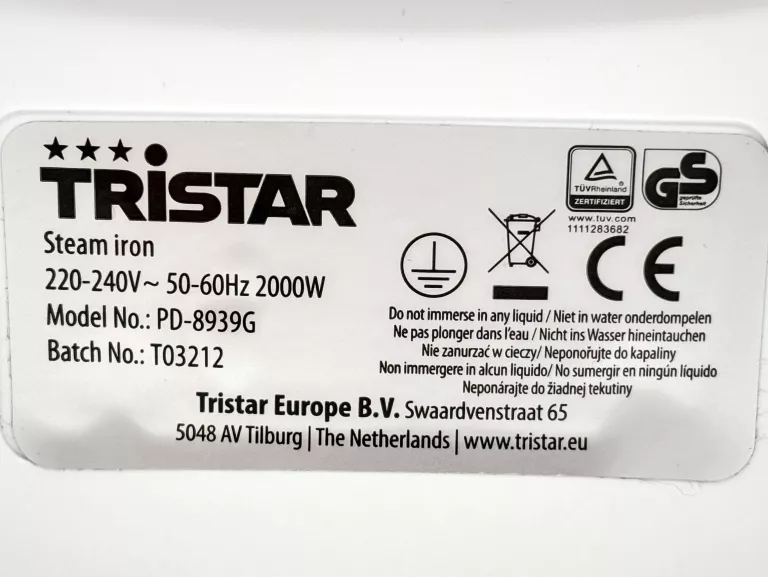 TRISTAR
Steam iron
220-240V~ 50-60Hz 2000W
Model No.: PD-8939G
Batch No.: T03212
TÜVRheinland
ZERTIFIZIERT
www.tuv.com
1111283682
GS
geprüfte
Sicherheit
CE
Do not immerse in any liquid / Niet in water onderdompelen
Ne pas plonger dans l'eau / Nicht ins Wasser hineintauchen
Nie zanurzać w cieczy/ Neponořujte do kapaliny
Non immergere in alcun liquido/ No sumergir en ningún líquido
Neponárajte do žiadnej tekutiny
Tristar Europe B.V. Swaardvenstraat 65
5048 AV Tilburg | The Netherlands | www.tristar.eu